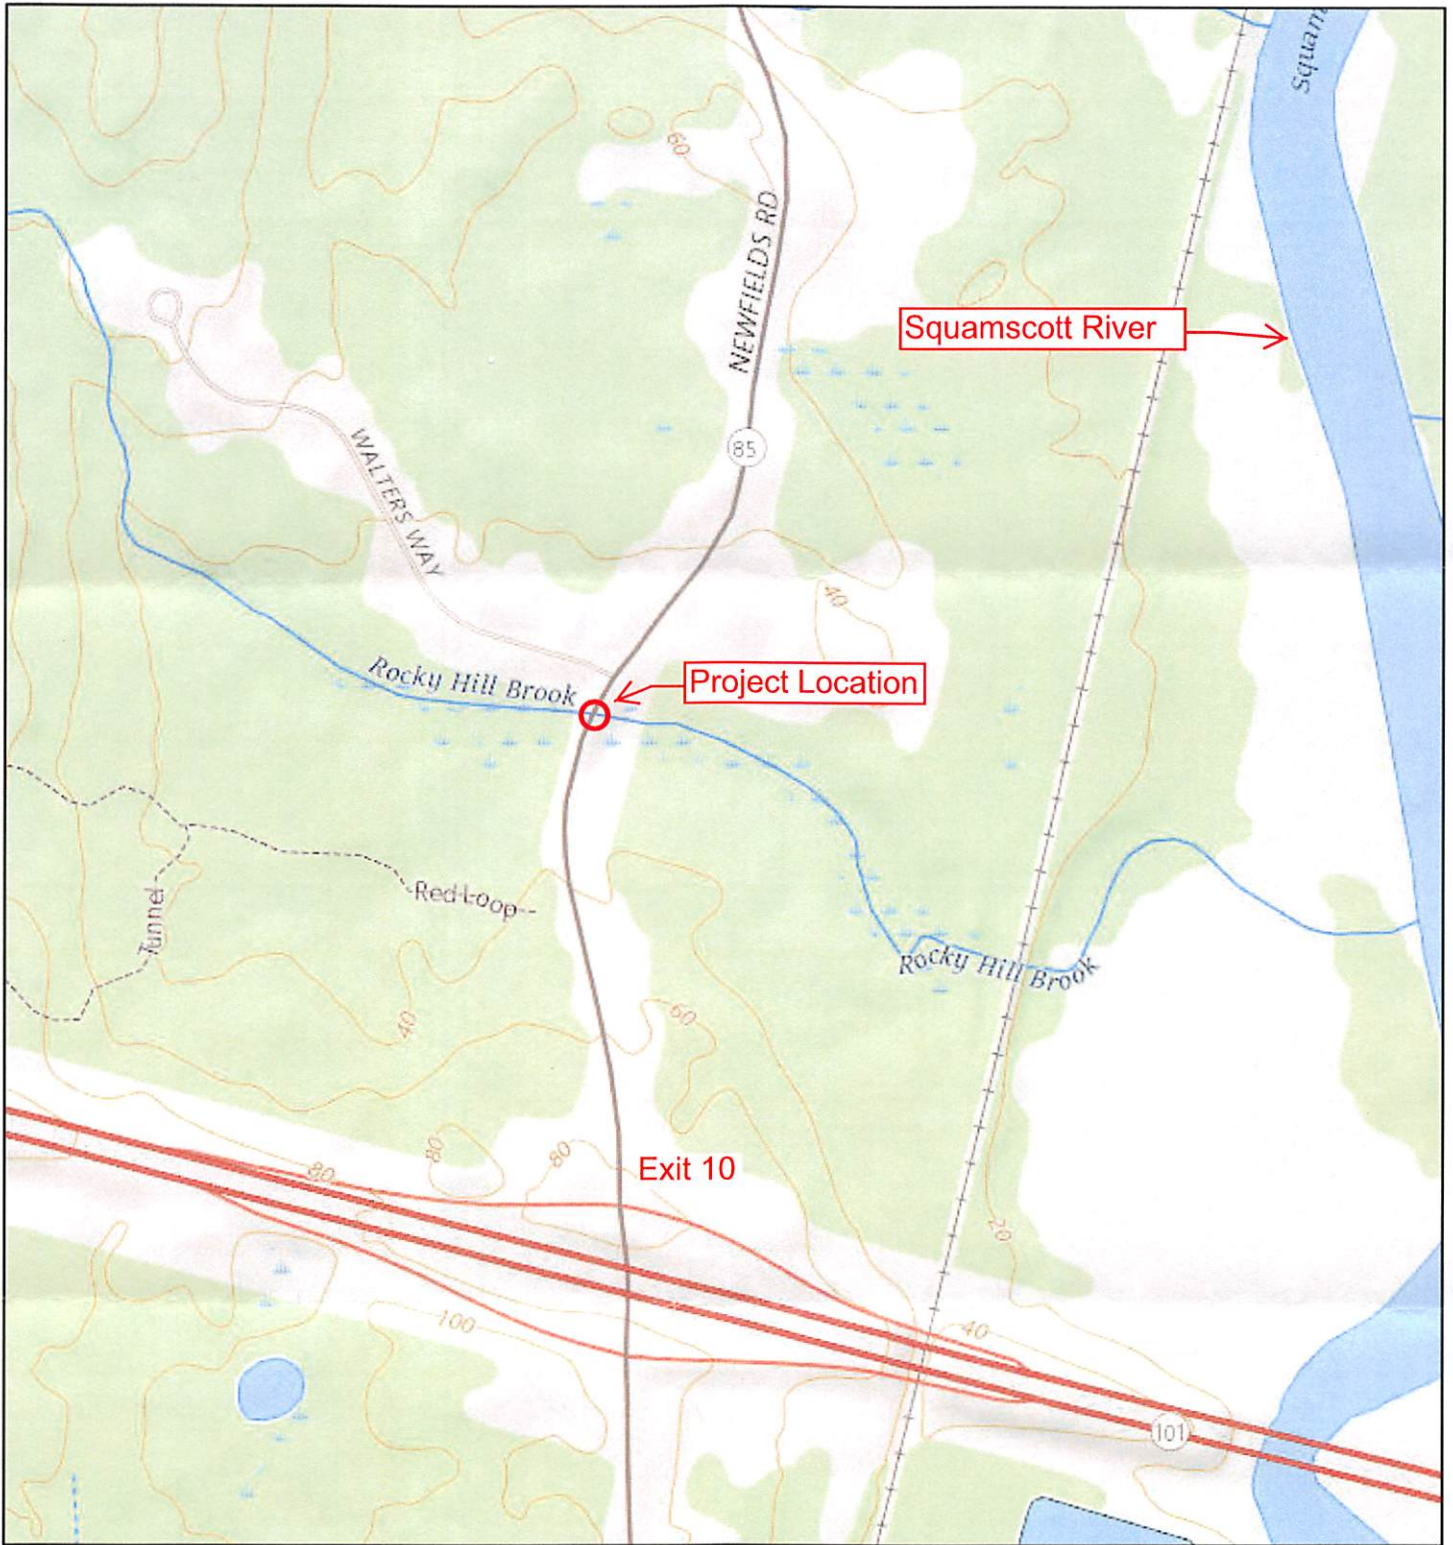 Squam
60
NEWFIELDS RD
Squamscott River
85
WALTERS WAY
40
Rocky Hill Brook
Project Location
Red Loop
Tunnel
Rocky Hill Brook
40
60
80
80
80
Exit 10
20
100
40
101